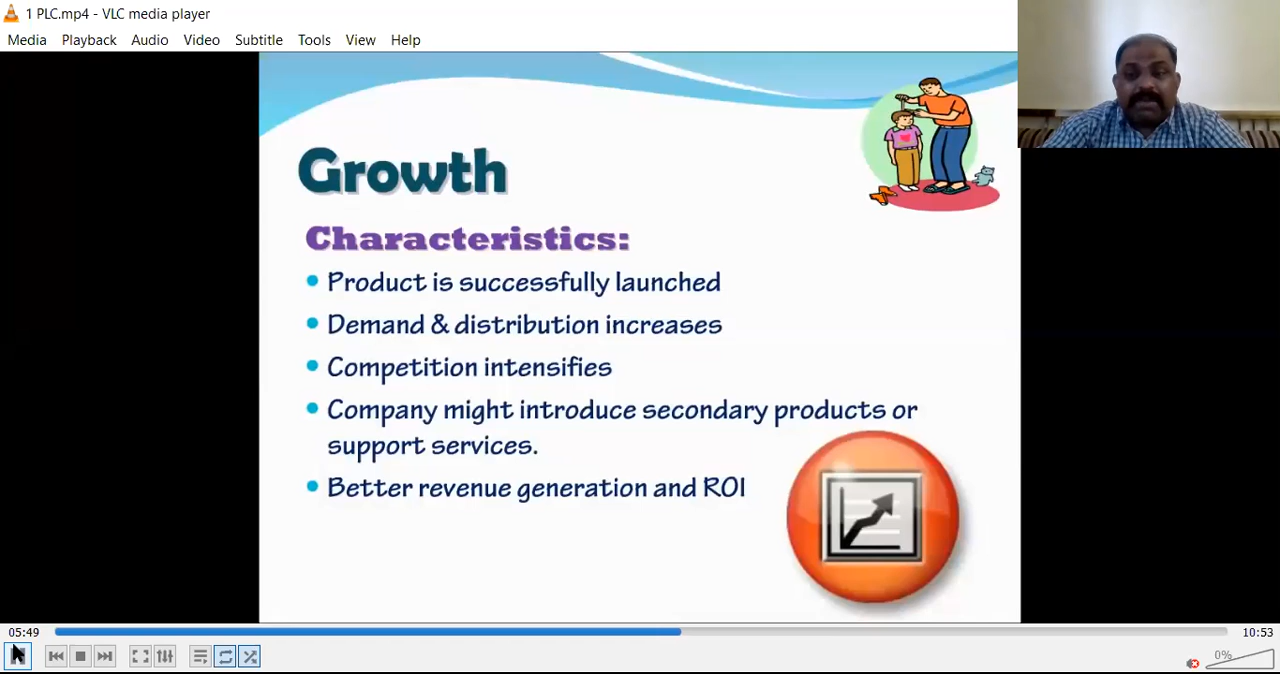 1 PLC.mp4 - VLC media player
Media Playback Audio Video Subtitle Tools View Help
Growth
Characteristics:
• Product is successfully launched
• Demand & distribution increases
• Competition intensifies
• Company might introduce secondary products or
support services.
• Better revenue generation and ROI
05:49 10:53
0%